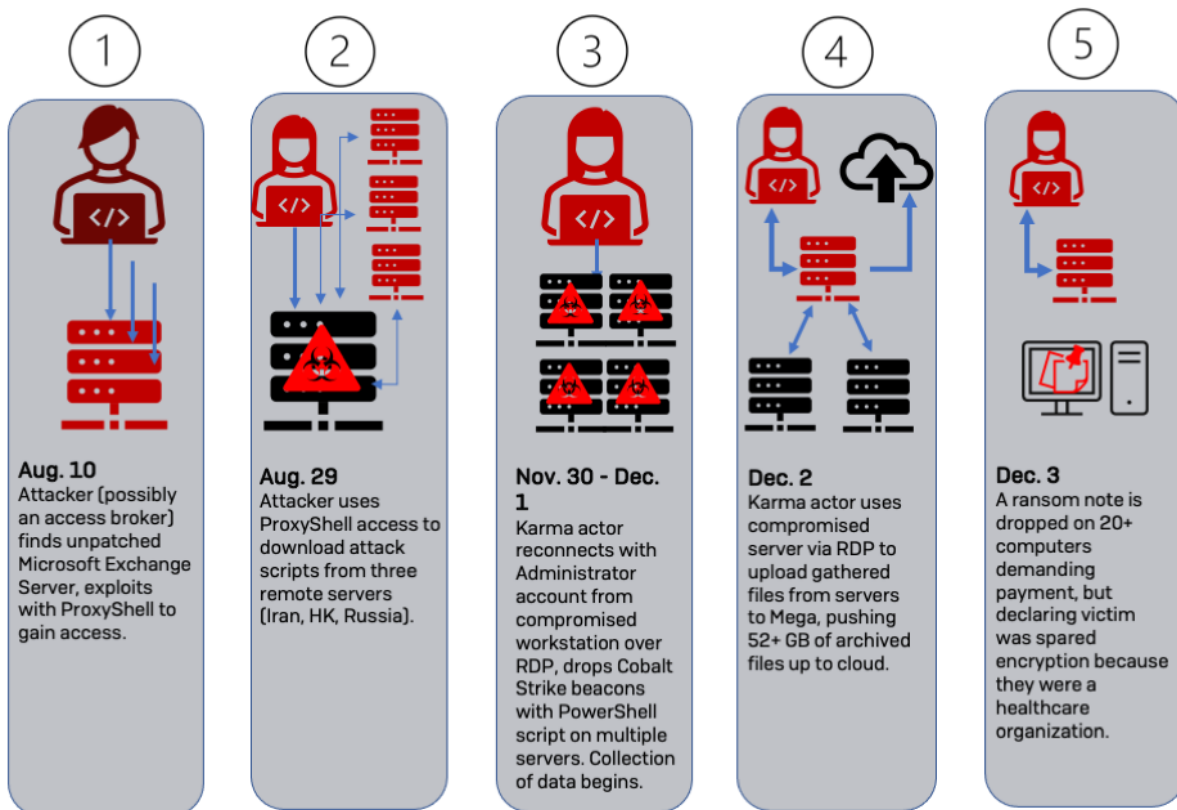 1
2
3
4
5
</>
</>
</>
</>
</>
Aug. 10
Attacker (possibly
an access broker)
finds unpatched
Microsoft Exchange
Server, exploits
with ProxyShell to
gain access.
Aug. 29
Attacker uses
ProxyShell access to
download attack
scripts from three
remote servers
(Iran, HK, Russia).
Nov. 30 - Dec.
1
Karma actor
reconnects with
Administrator
account from
compromised
workstation over
RDP, drops Cobalt
Strike beacons
with PowerShell
script on multiple
servers. Collection
of data begins.
Dec. 2
Karma actor uses
compromised
server via RDP to
upload gathered
files from servers
to Mega, pushing
52+ GB of archived
files up to cloud.
Dec. 3
A ransom note is
dropped on 20+
computers
demanding
payment, but
declaring victim
was spared
encryption because
they were a
healthcare
organization.